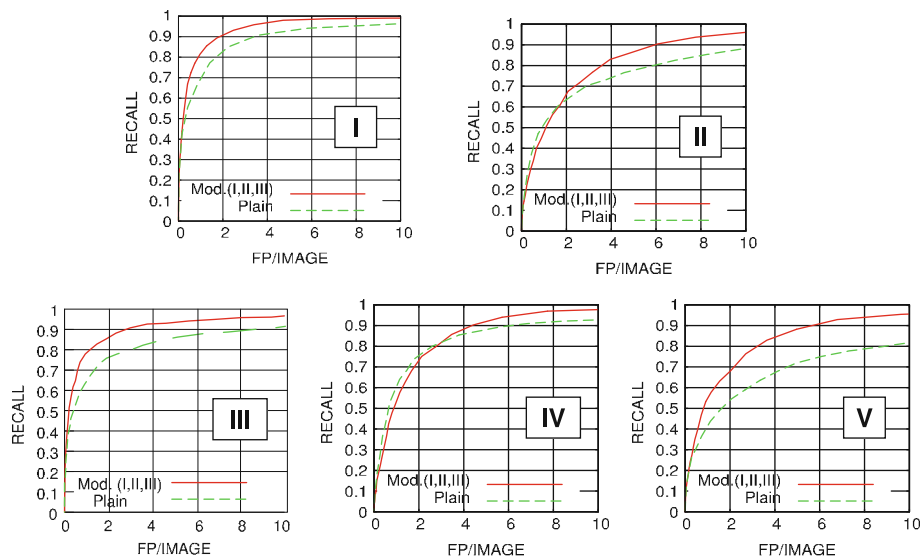 1
0.9
0.8
0.7
0.6
0.5
0.4
0.3
0.2
0.1
0
RECALL
I
Mod.(I,II,III)
Plain
0 2 4 6 8 10
FP/IMAGE
1
0.9
0.8
0.7
0.6
0.5
0.4
0.3
0.2
0.1
0
RECALL
II
Mod.(I,II,III)
Plain
0 2 4 6 8 10
FP/IMAGE
1
0.9
0.8
0.7
0.6
0.5
0.4
0.3
0.2
0.1
0
RECALL
III
Mod. (I,II,III)
Plain
0 2 4 6 8 10
FP/IMAGE
1
0.9
0.8
0.7
0.6
0.5
0.4
0.3
0.2
0.1
0
RECALL
IV
Mod.(I,II,III)
Plain
0 2 4 6 8 10
FP/IMAGE
1
0.9
0.8
0.7
0.6
0.5
0.4
0.3
0.2
0.1
0
RECALL
V
Mod.(I,II,III)
Plain
0 2 4 6 8 10
FP/IMAGE